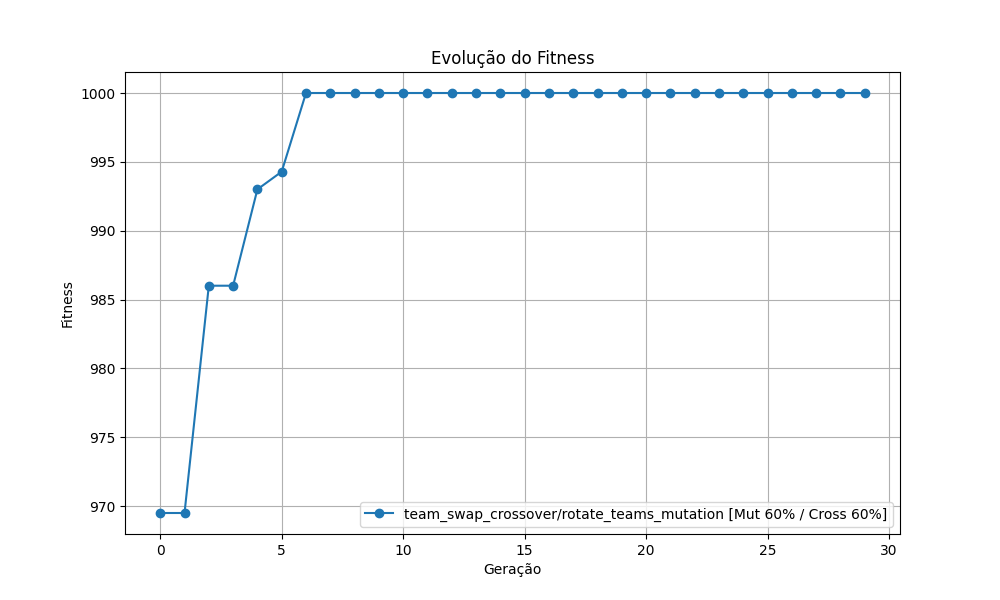 Evolução do Fitness
Fitness
1000
995
990
985
980
975
970
team_swap_crossover/rotate_teams_mutation [Mut 60% / Cross 60%]
0 5 10 15 20 25 30
Geração